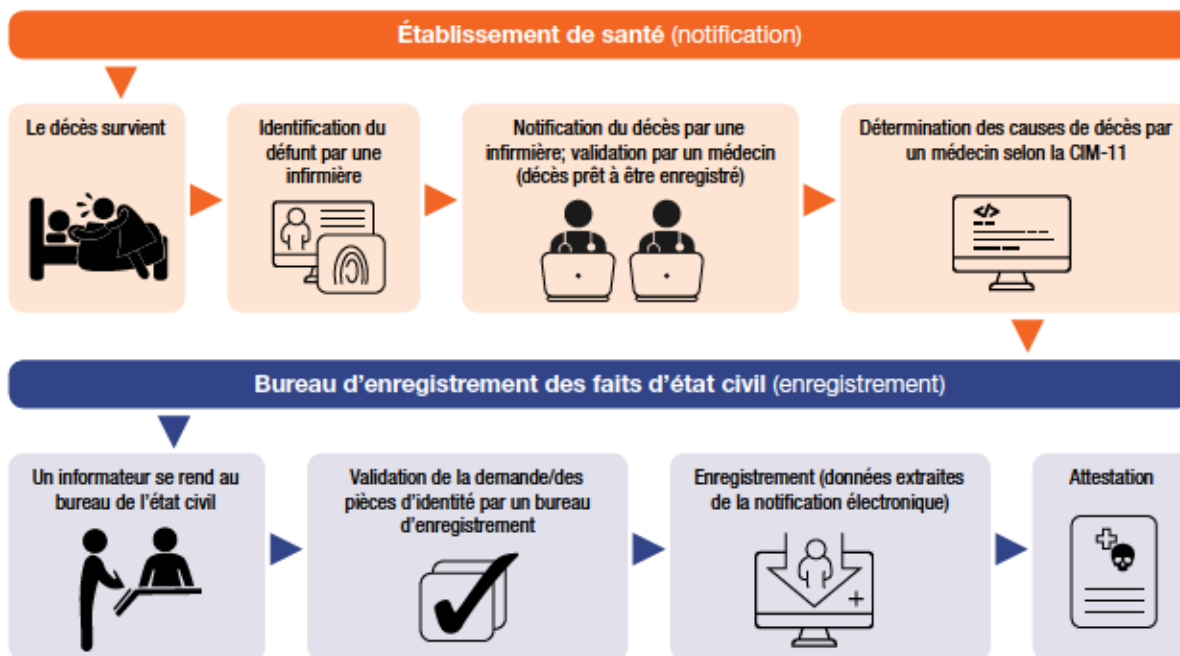 Établissement de santé (notification)
Le décès survient
Identification du
défunt par une
infirmière
Notification du décès par une
infirmière; validation par un médecin
(décès prêt à être enregistré)
Détermination des causes de décès par
un médecin selon la CIM-11
</>
Bureau d'enregistrement des faits d'état civil (enregistrement)
Un informateur se rend au
bureau de l'état civil
Validation de la demande/des
pièces d'identité par un bureau
d'enregistrement
Enregistrement (données extraites
de la notification électronique)
Attestation